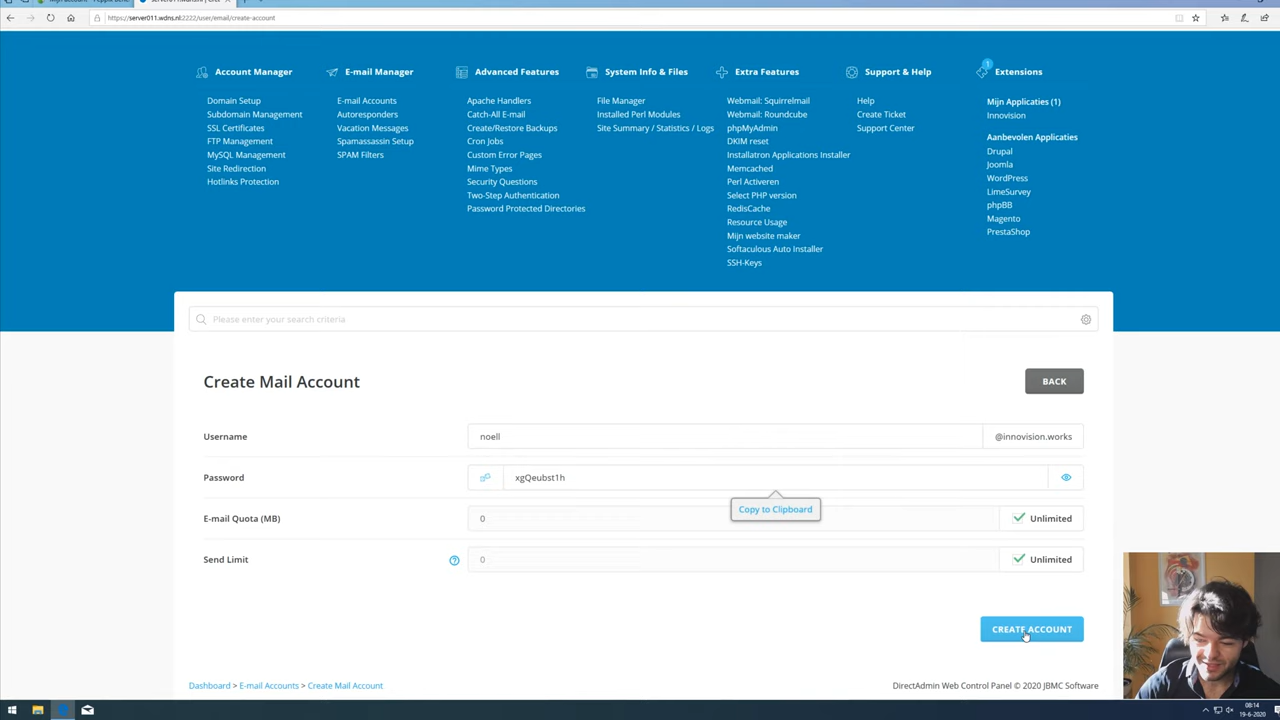 https://server011.wdns.nl:2222/user/email/create-account
Account Manager
Domain Setup
Subdomain Management
SSL Certificates
FTP Management
MySQL Management
Site Redirection
Hotlinks Protection
E-mail Manager
E-mail Accounts
Autoresponders
Vacation Messages
Spamassassin Setup
SPAM Filters
Advanced Features
Apache Handlers
Catch-All E-mail
Create/Restore Backups
Cron Jobs
Custom Error Pages
Mime Types
Security Questions
Two-Step Authentication
Password Protected Directories
System Info & Files
File Manager
Installed Perl Modules
Site Summary / Statistics / Logs
Extra Features
Webmail: Squirrelmail
Webmail: Roundcube
phpMyAdmin
DKIM reset
Installatron Applications Installer
Memcached
Perl Activeren
Select PHP version
RedisCache
Resource Usage
Mijn website maker
Softaculous Auto Installer
SSH-Keys
Support & Help
Help
Create Ticket
Support Center
1
Extensions
Mijn Applicaties (1)
Innovision
Aanbevolen Applicaties
Drupal
Joomla
WordPress
LimeSurvey
phpBB
Magento
PrestaShop
Please enter your search criteria
Create Mail Account
BACK
Username
noell
@innovision.works
Password
xgQeubst1h
Copy to Clipboard
E-mail Quota (MB)
0
Unlimited
Send Limit
0
Unlimited
CREATE ACCOUNT
Dashboard > E-mail Accounts > Create Mail Account
DirectAdmin Web Control Panel © 2020 JBMC Software
08:14
19-6-2020